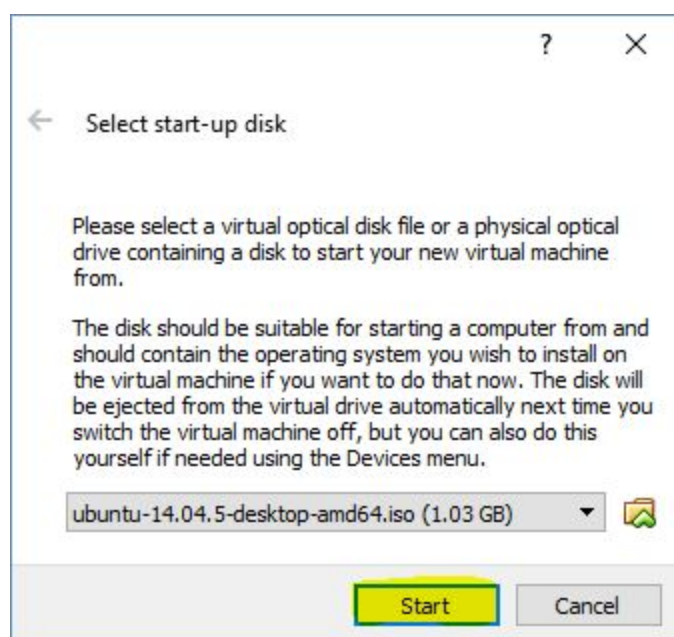 ?
Select start-up disk
Please select a virtual optical disk file or a physical optical
drive containing a disk to start your new virtual machine
from.
The disk should be suitable for starting a computer from and
should contain the operating system you wish to install on
the virtual machine if you want to do that now. The disk will
be ejected from the virtual drive automatically next time you
switch the virtual machine off, but you can also do this
yourself if needed using the Devices menu.
ubuntu-14.04.5-desktop-amd64.iso (1.03 GB)
Start Cancel